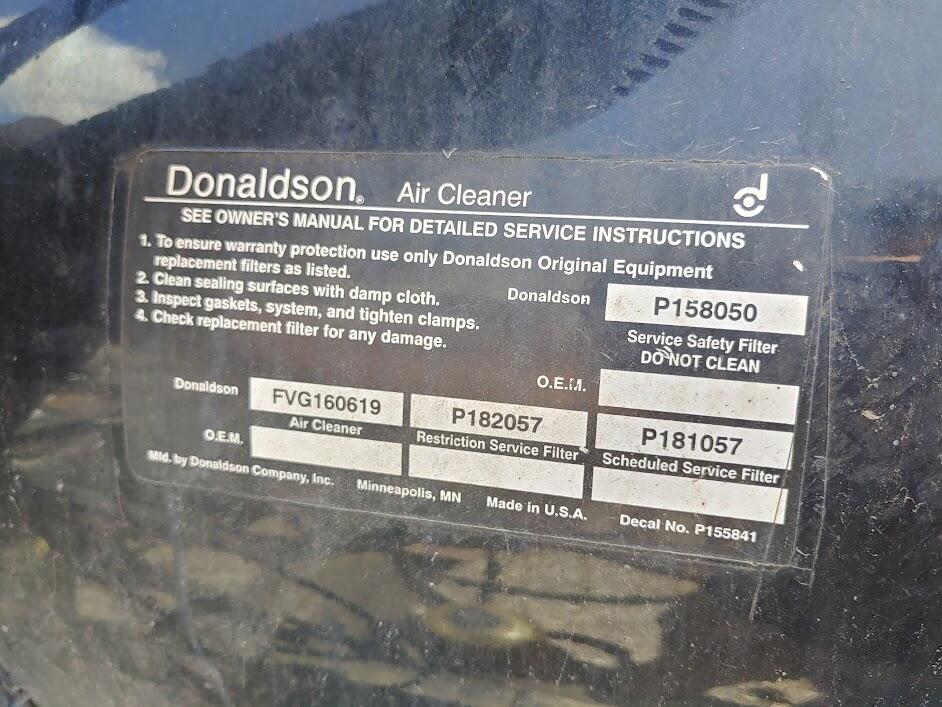 Donaldson® Air Cleaner
SEE OWNER'S MANUAL FOR DETAILED SERVICE INSTRUCTIONS
1. To ensure warranty protection use only Donaldson Original Equipment
replacement filters as listed.
2. Clean sealing surfaces with damp cloth.
3. Inspect gaskets, system, and tighten clamps.
4. Check replacement filter for any damage.
Donaldson P158050
Service Safety Filter
DO NOT CLEAN
O.E.M.
Donaldson FVG160619 P182057 P181057
Air Cleaner Restriction Service Filter Scheduled Service Filter
O.E.M.
Mfd. by Donaldson Company, Inc. Minneapolis, MN Made in U.S.A. Decal No. P155841